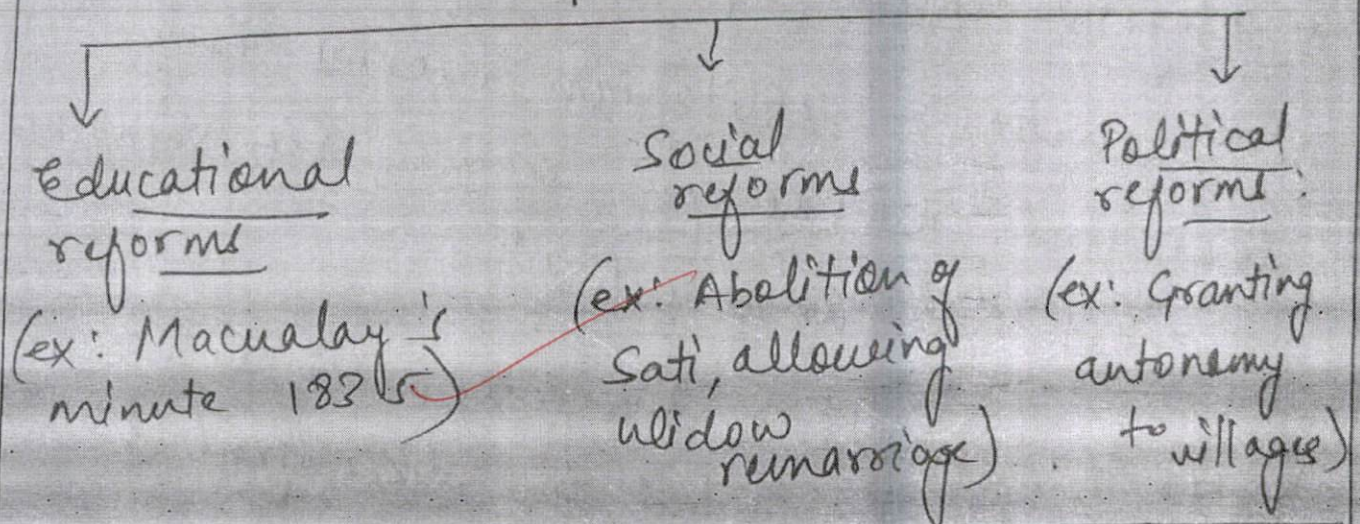 Educational
reforms
(ex: Macualay's
minute 1835)
Social
reforms
(ex: Abolition of
Sati, allowing
widow
remarriage)
Political
reforms:
(ex: Granting
autonomy
to villages)